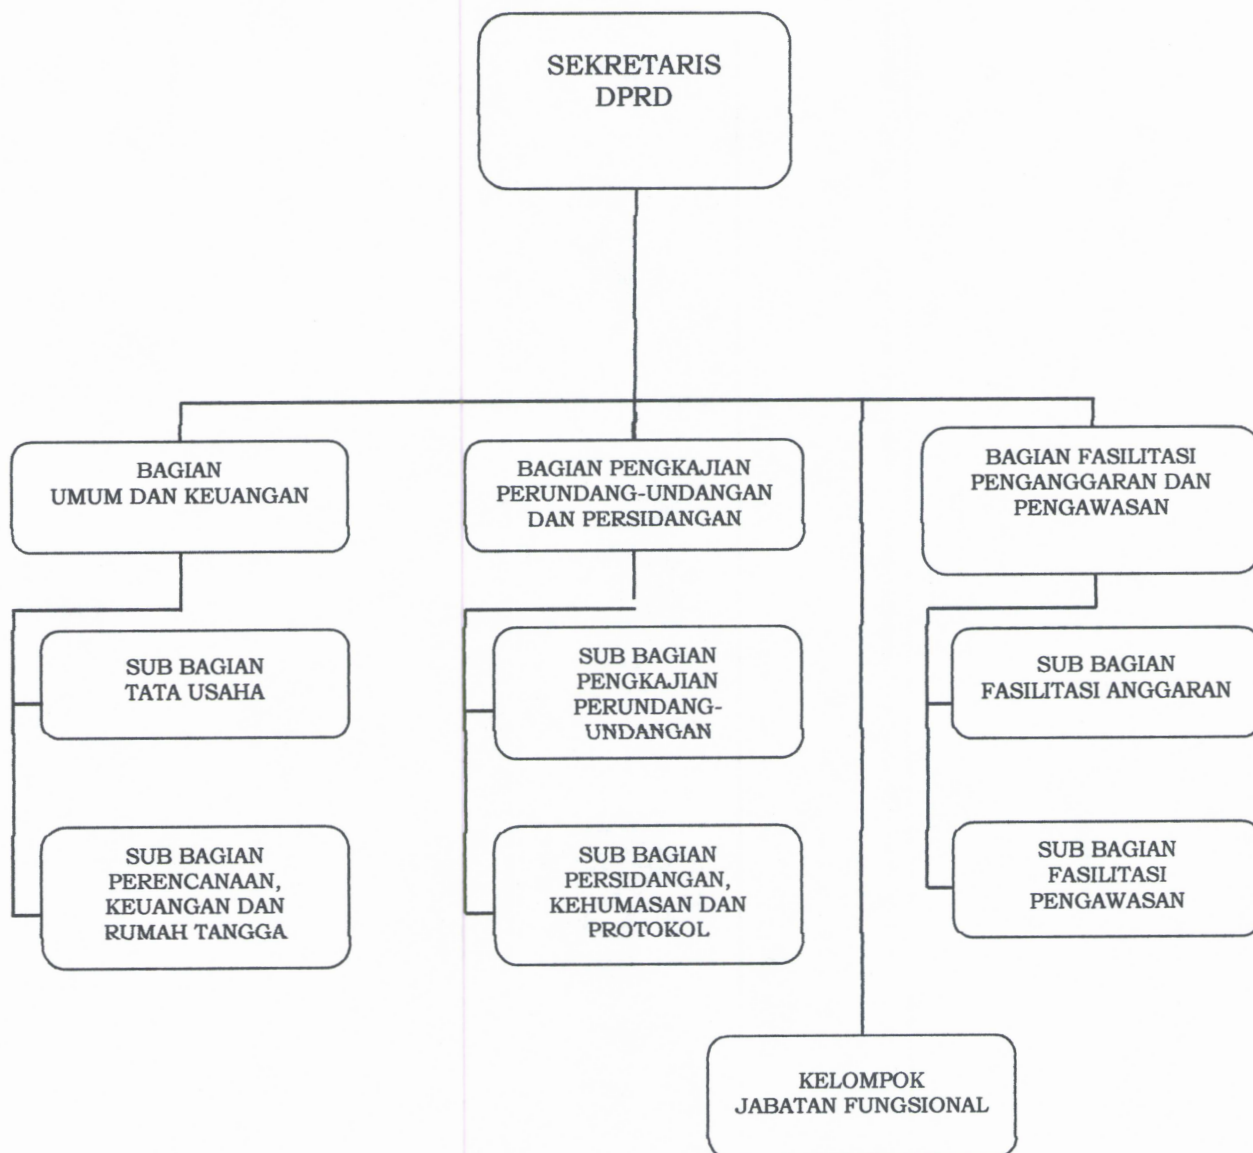 SEKRETARIS
DPRD
BAGIAN
UMUM DAN KEUANGAN
BAGIAN PENGKAJIAN
PERUNDANG-UNDANGAN
DAN PERSIDANGAN
BAGIAN FASILITASI
PENGANGGARAN DAN
PENGAWASAN
SUB BAGIAN
TATA USAHA
SUB BAGIAN
PENGKAJIAN
PERUNDANG-
UNDANGAN
SUB BAGIAN
FASILITASI ANGGARAN
SUB BAGIAN
PERENCANAAN,
KEUANGAN DAN
RUMAH TANGGA
SUB BAGIAN
PERSIDANGAN,
KEHUMASAN DAN
PROTOKOL
SUB BAGIAN
FASILITASI
PENGAWASAN
KELOMPOK
JABATAN FUNGSIONAL